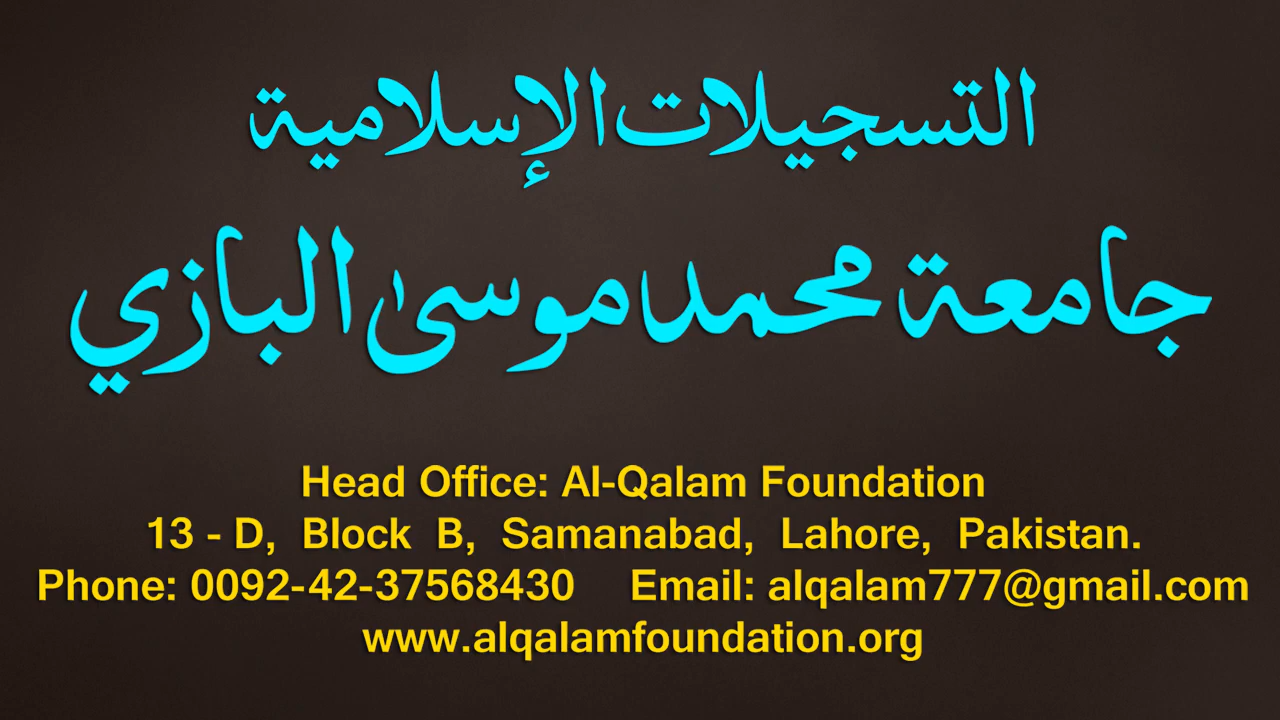 التسجيلات الإسلامية
جامعة محمد موسىٰ البازي
Head Office: Al-Qalam Foundation
13 - D, Block B, Samanabad, Lahore, Pakistan.
Phone: 0092-42-37568430 Email: alqalam777@gmail.com
www.alqalamfoundation.org